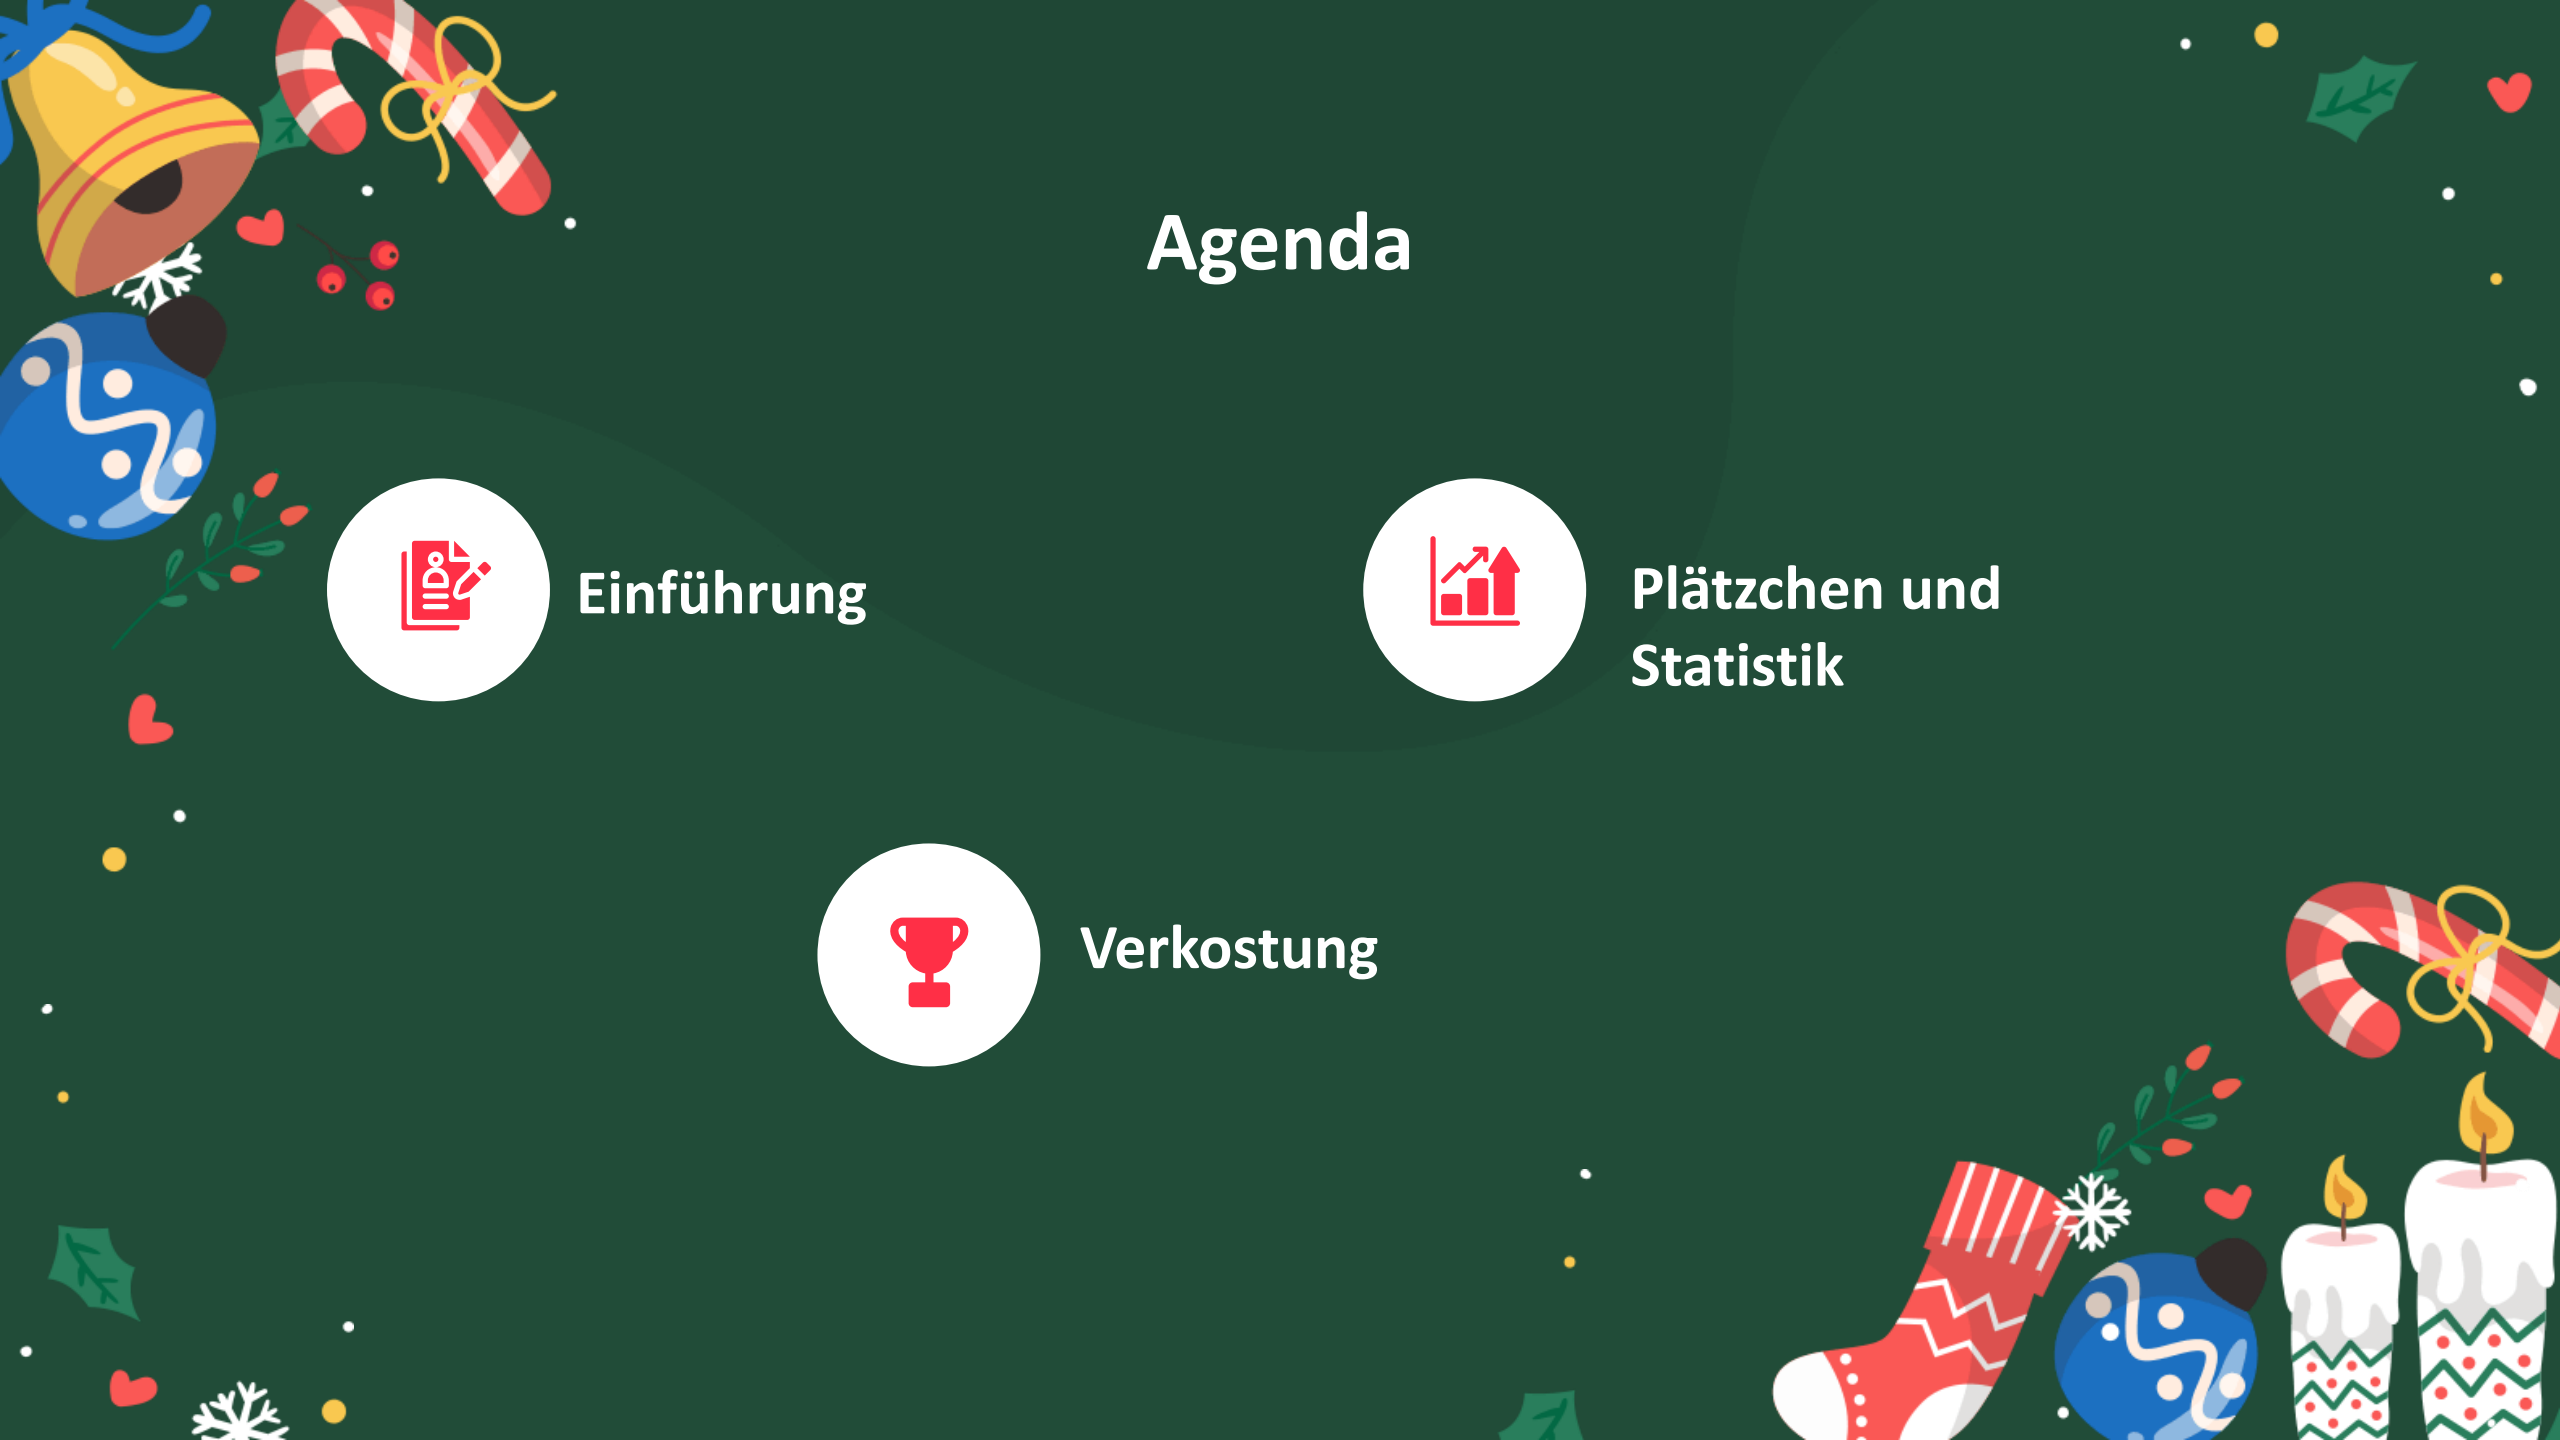 Agenda
Einführung
Plätzchen und
Statistik
Verkostung